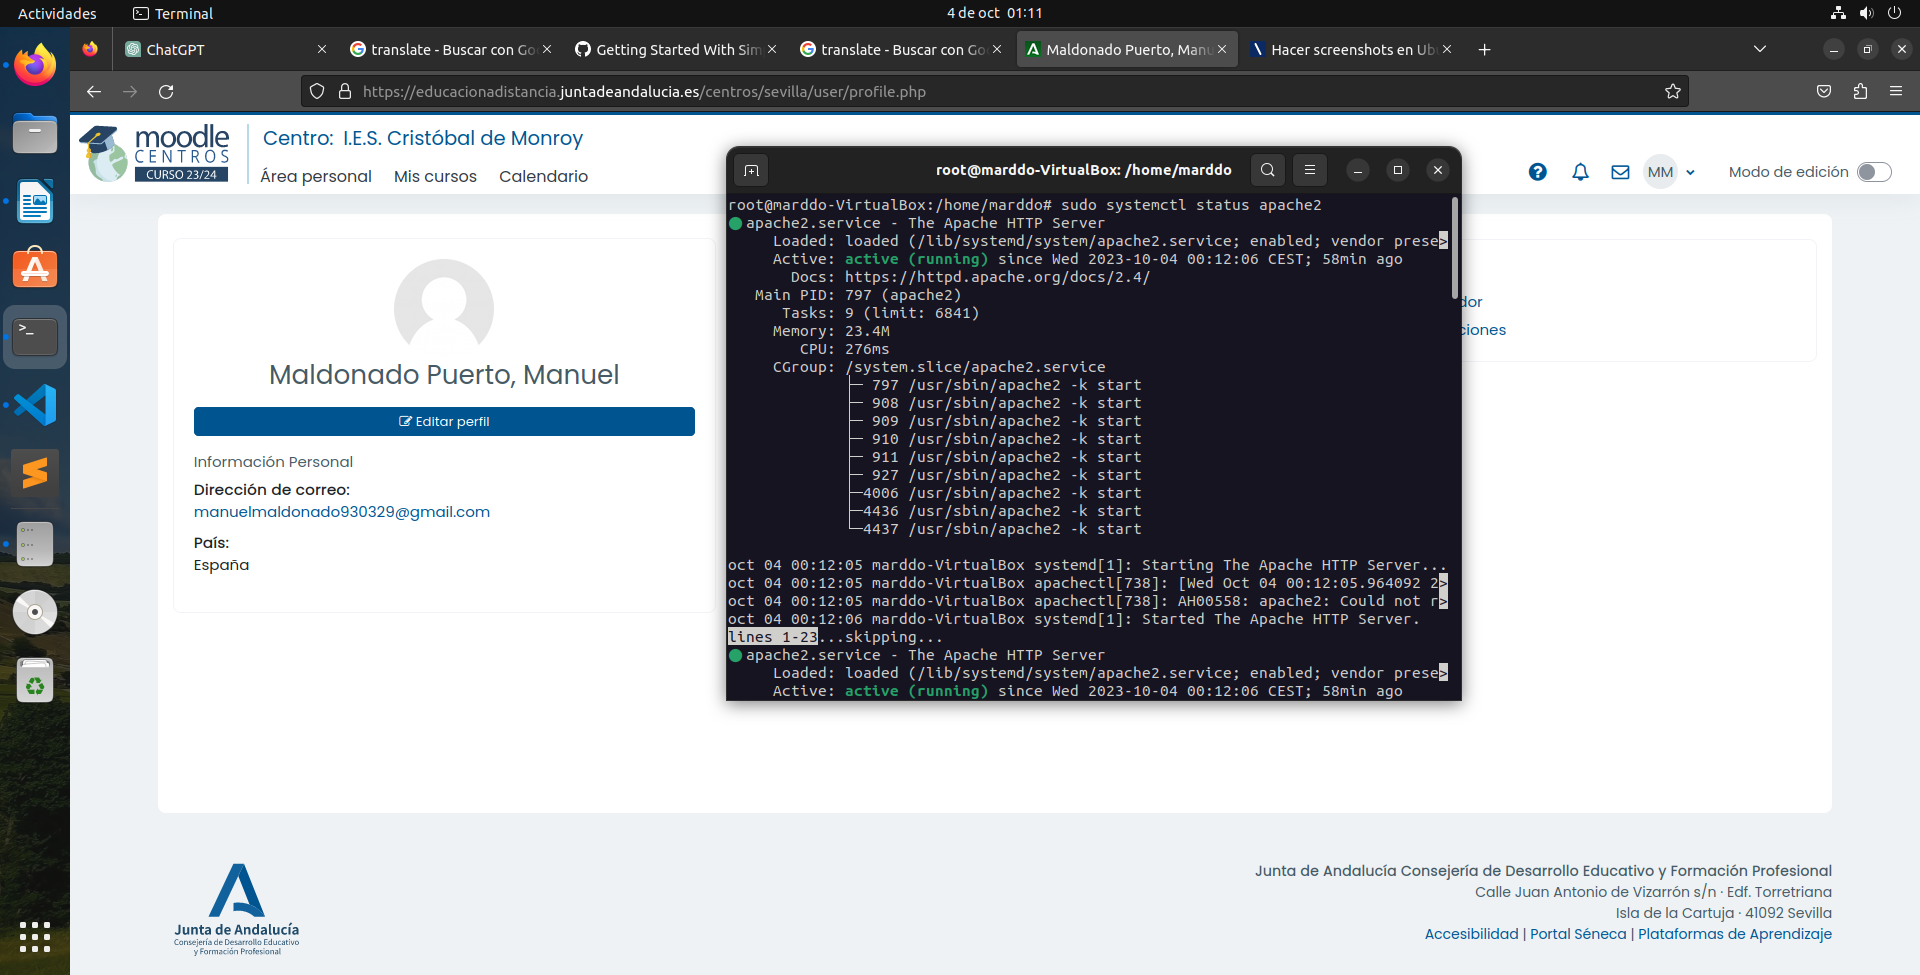 Actividades
Terminal
4 de oct 01:11
ChatGPT
translate - Buscar con Go
Getting Started With Sim
translate - Buscar con Go
Maldonado Puerto, Manu
Hacer screenshots en Ub
https://educacionadistancia.juntadeandalucia.es/centros/sevilla/user/profile.php
moodle
CENTROS
CURSO 23/24
Centro: I.E.S. Cristóbal de Monroy
Área personal Mis cursos Calendario
MM
Modo de edición
Maldonado Puerto, Manuel
Editar perfil
Información Personal
Dirección de correo:
manuelmaldonado930329@gmail.com
País:
España
root@marddo-VirtualBox: /home/marddo
root@marddo-VirtualBox:/home/marddo# sudo systemctl status apache2
apache2.service - The Apache HTTP Server
Loaded: loaded (/lib/systemd/system/apache2.service; enabled; vendor prese>
Active: active (running) since Wed 2023-10-04 00:12:06 CEST; 58min ago
Docs: https://httpd.apache.org/docs/2.4/
Main PID: 797 (apache2)
Tasks: 9 (limit: 6841)
Memory: 23.4M
CPU: 276ms
CGroup: /system.slice/apache2.service
├─ 797 /usr/sbin/apache2 -k start
├─ 908 /usr/sbin/apache2 -k start
├─ 909 /usr/sbin/apache2 -k start
├─ 910 /usr/sbin/apache2 -k start
├─ 911 /usr/sbin/apache2 -k start
├─ 927 /usr/sbin/apache2 -k start
├─4006 /usr/sbin/apache2 -k start
├─4436 /usr/sbin/apache2 -k start
└─4437 /usr/sbin/apache2 -k start
oct 04 00:12:05 marddo-VirtualBox systemd[1]: Starting The Apache HTTP Server...
oct 04 00:12:05 marddo-VirtualBox apachectl[738]: [Wed Oct 04 00:12:05.964092 2>
oct 04 00:12:05 marddo-VirtualBox apachectl[738]: AH00558: apache2: Could not r>
oct 04 00:12:06 marddo-VirtualBox systemd[1]: Started The Apache HTTP Server.
lines 1-23...skipping...
apache2.service - The Apache HTTP Server
Loaded: loaded (/lib/systemd/system/apache2.service; enabled; vendor prese>
Active: active (running) since Wed 2023-10-04 00:12:06 CEST; 58min ago
dor
ciones
Junta de Andalucía
Consejería de Desarrollo Educativo
y Formación Profesional
Junta de Andalucía Consejería de Desarrollo Educativo y Formación Profesional
Calle Juan Antonio de Vizarrón s/n · Edf. Torretriana
Isla de la Cartuja · 41092 Sevilla
Accesibilidad | Portal Séneca | Plataformas de Aprendizaje